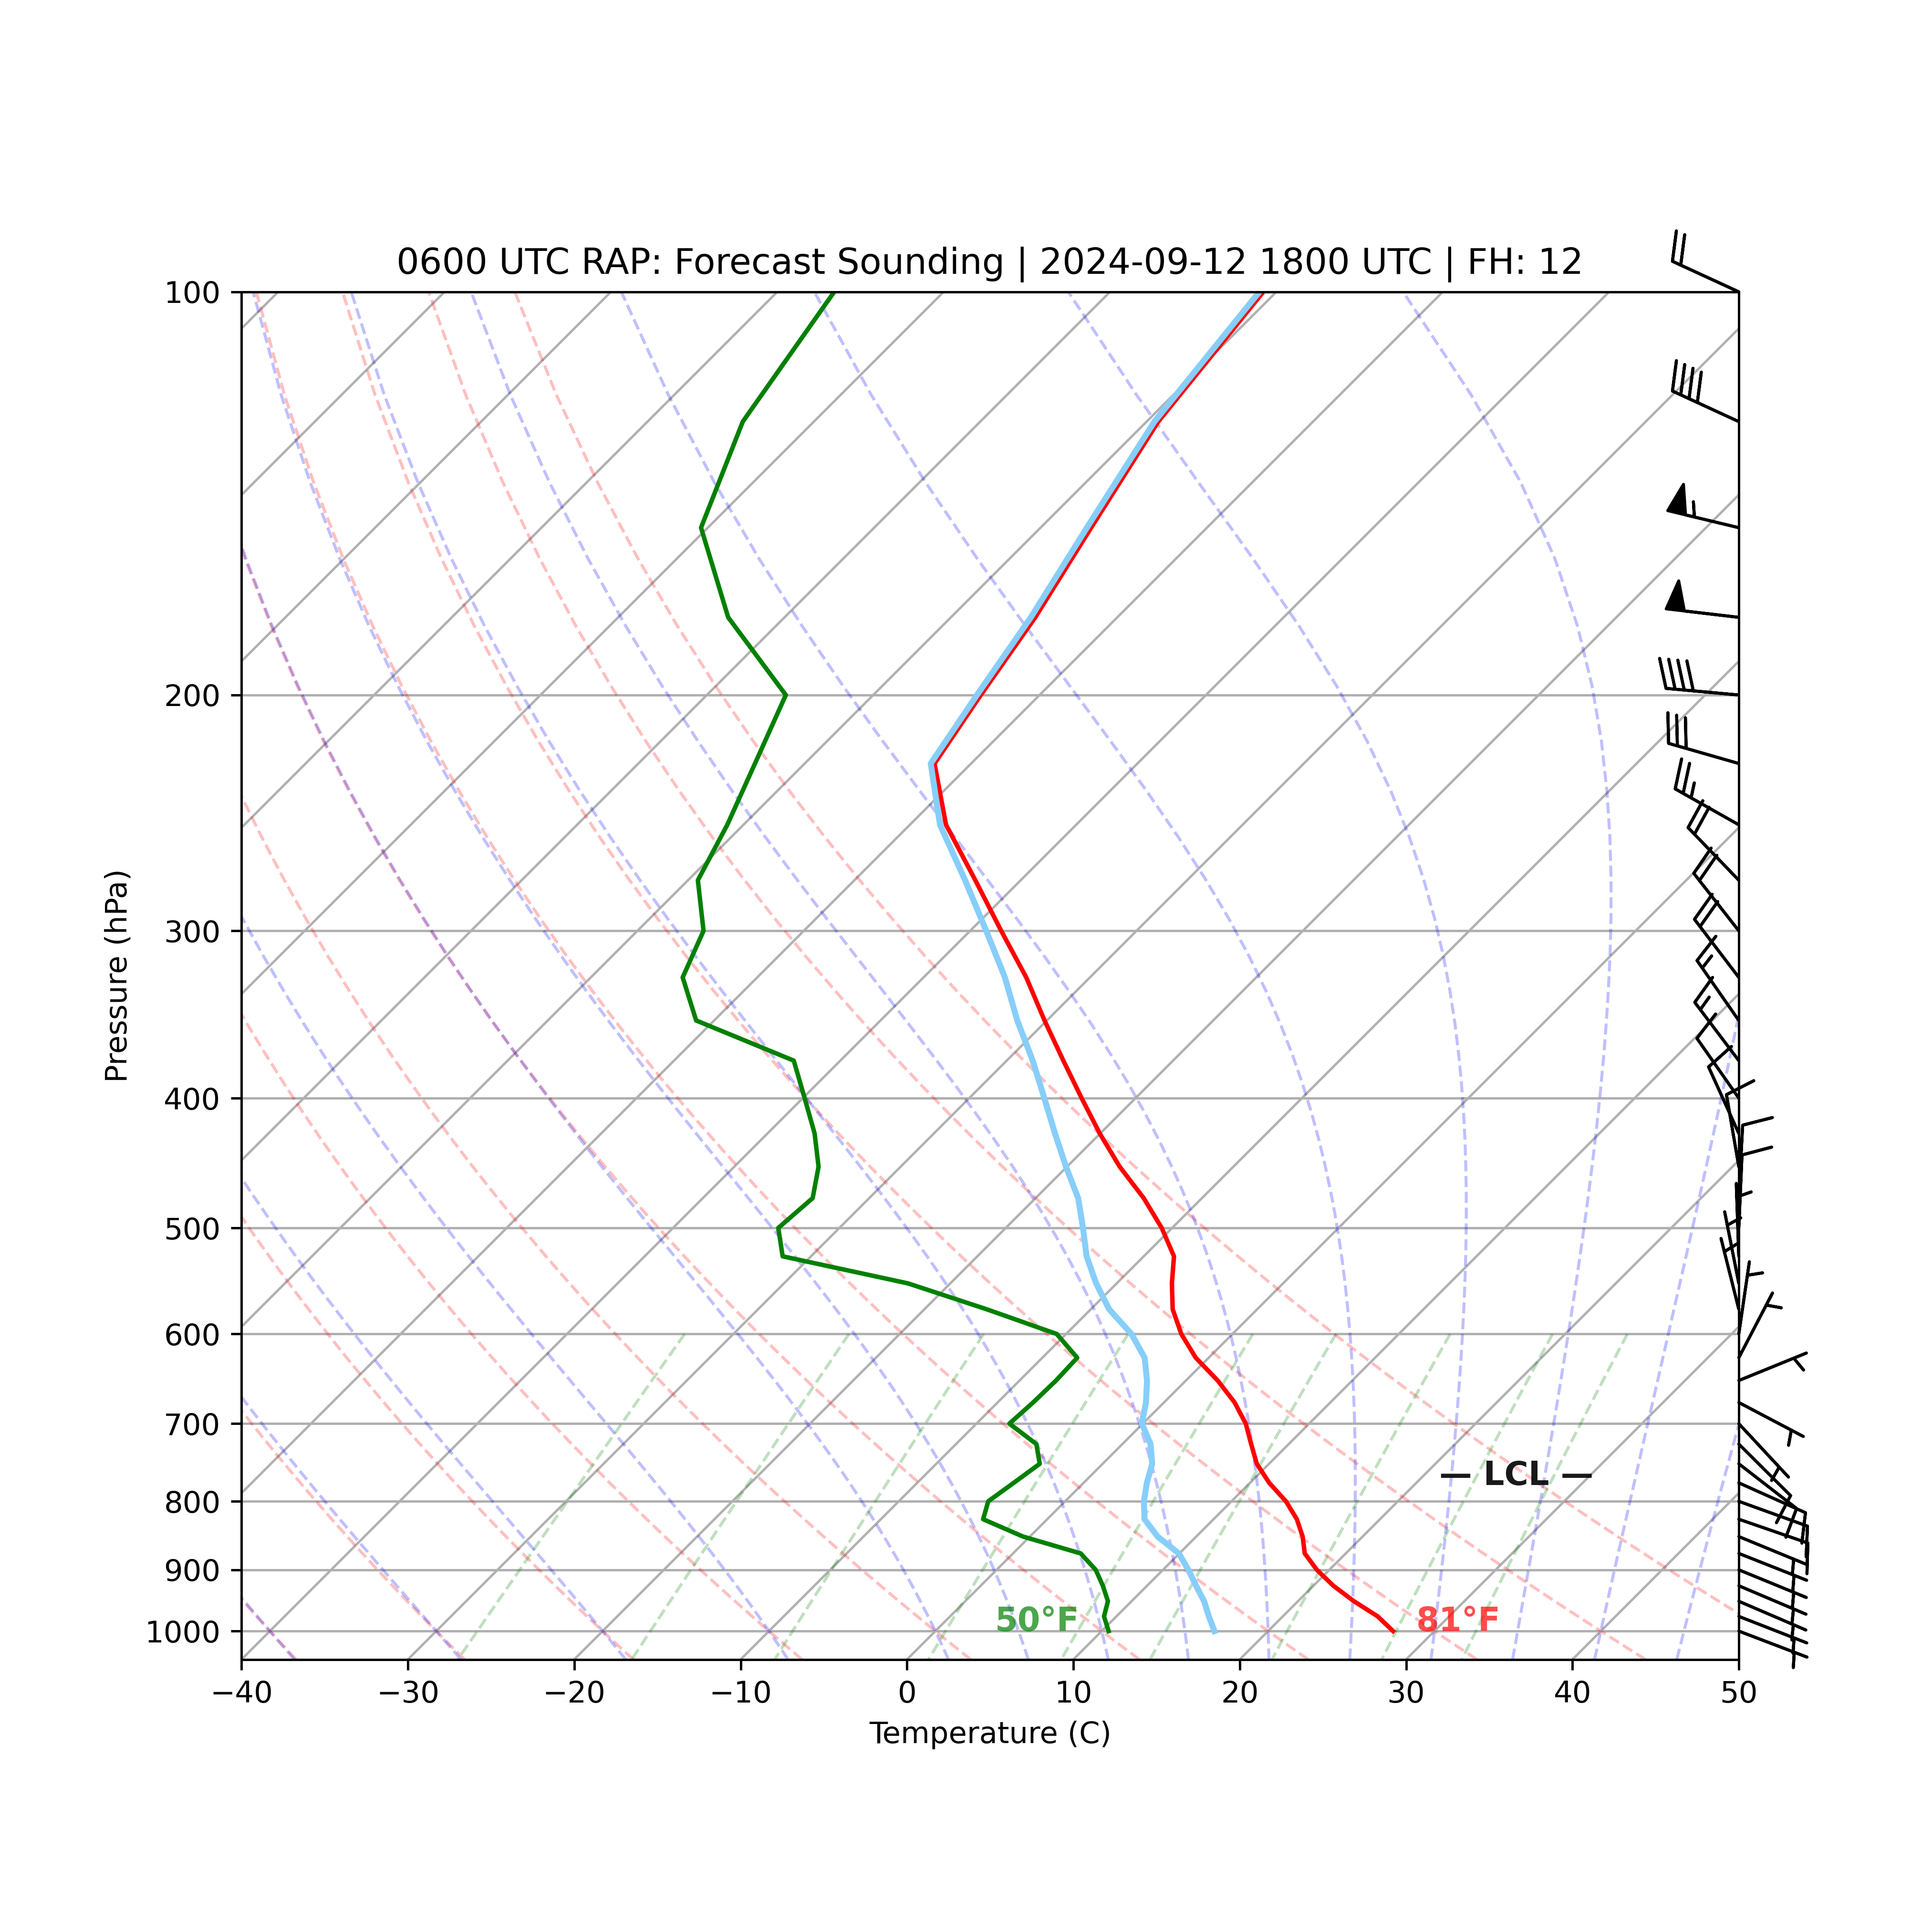 0600 UTC RAP: Forecast Sounding | 2024-09-12 1800 UTC | FH: 12
100
200
300
400
500
600
700
800
900
1000
Pressure (hPa)
— LCL —
50°F
81°F
−40 −30 −20 −10 0 10 20 30 40 50
Temperature (C)